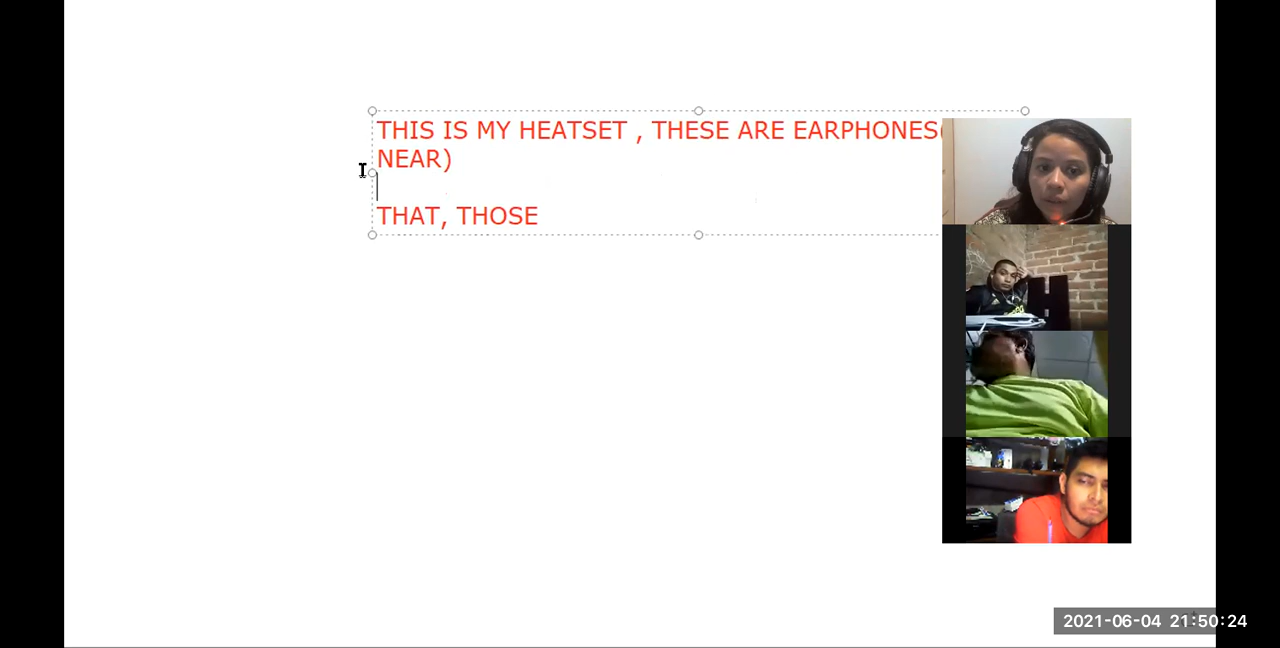 THIS IS MY HEATSET , THESE ARE EARPHONES(
NEAR)
THAT, THOSE
2021-06-04 21:50:24